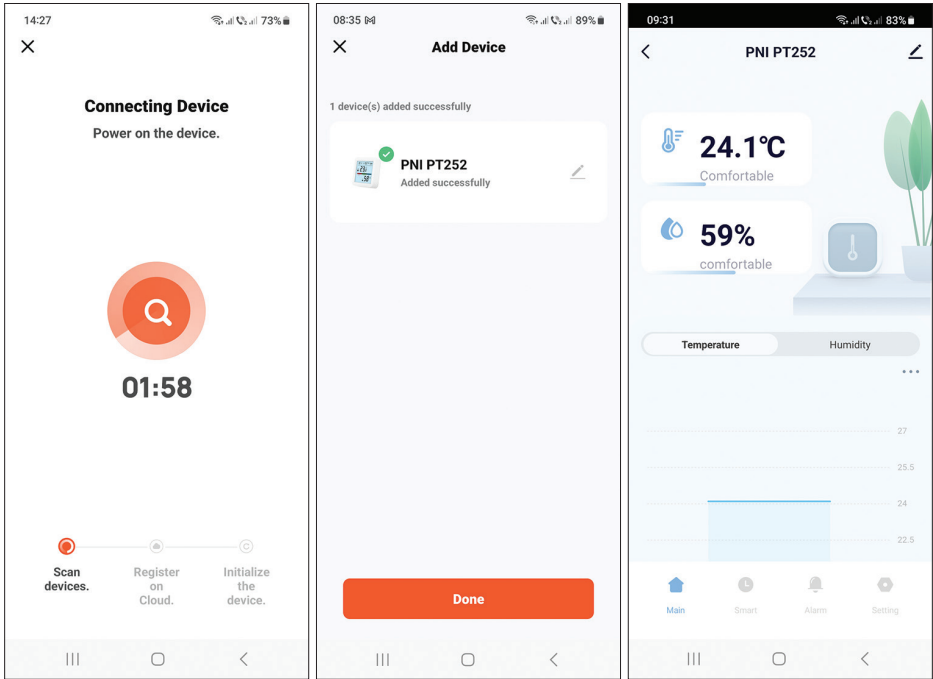 14:27
73%
Connecting Device
Power on the device.
01:58
Scan
devices.
Register
on
Cloud.
Initialize
the
device.
08:35
89%
Add Device
1 device(s) added successfully
PNI PT252
Added successfully
Done
09:31
83%
PNI PT252
24.1°C
Comfortable
59%
comfortable
Temperature Humidity
27
25.5
24
22.5
Main Smart Alarm Setting